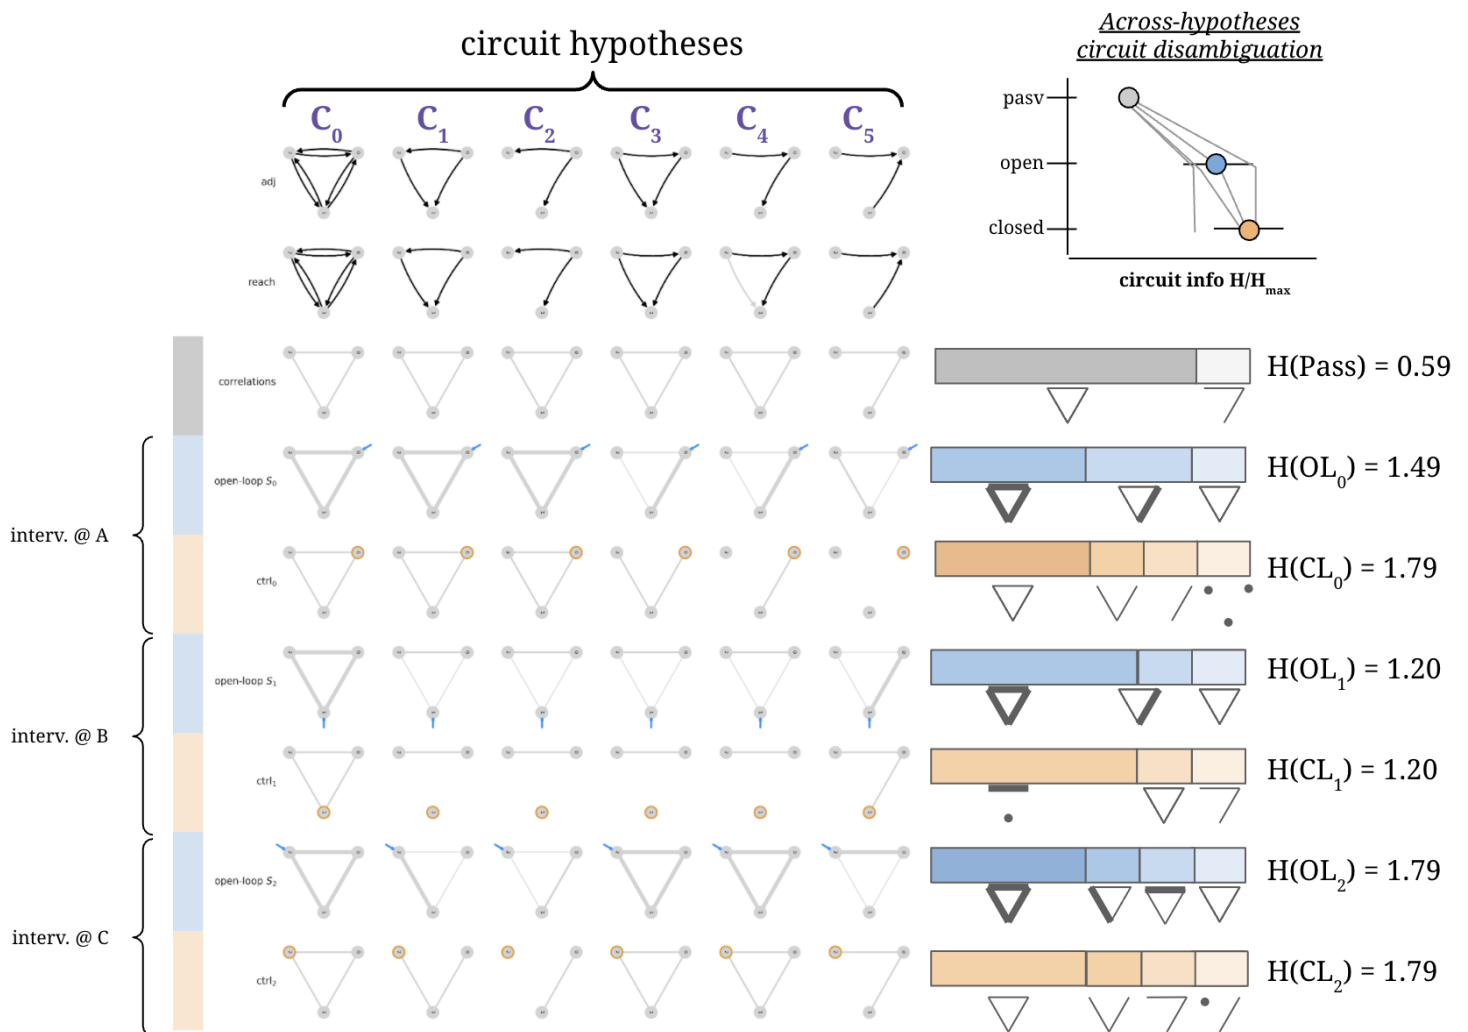 Across-hypotheses
circuit disambiguation
circuit hypotheses
pasv
open
closed
circuit info H/Hmax
C0 C1 C2 C3 C4 C5
adj
reach
correlations
H(Pass) = 0.59
interv. @ A
open-loop S0
H(OL0) = 1.49
ctrl0
H(CL0) = 1.79
interv. @ B
open-loop S1
H(OL1) = 1.20
ctrl1
H(CL1) = 1.20
interv. @ C
open-loop S2
H(OL2) = 1.79
ctrl2
H(CL2) = 1.79